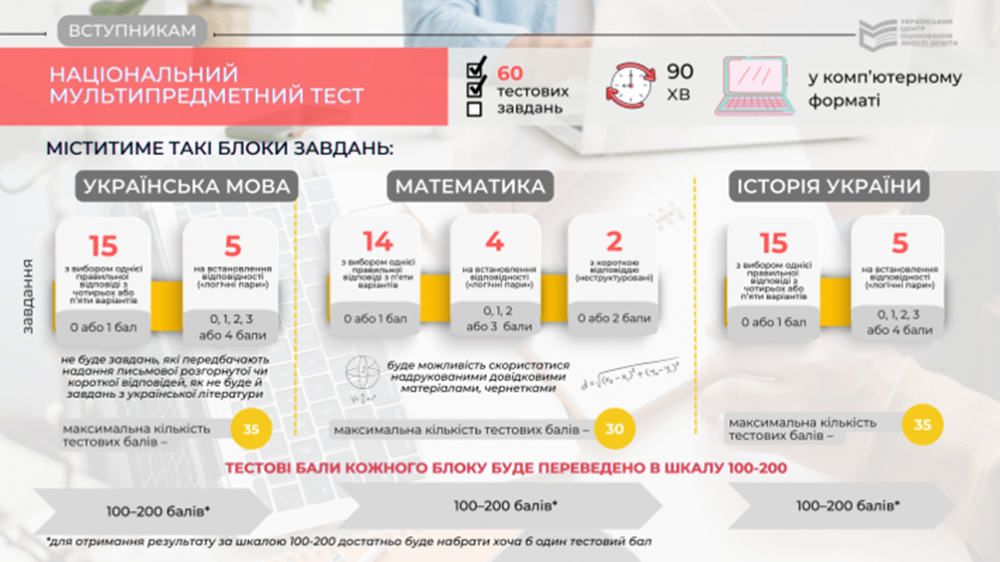 ВСТУПНИКАМ
УКРАЇНСЬКИЙ
ЦЕНТР
ОЦІНЮВАННЯ
ЯКОСТІ ОСВІТИ
НАЦІОНАЛЬНИЙ
МУЛЬТИПРЕДМЕТНИЙ ТЕСТ
60
тестових
завдань
90
ХВ
у комп'ютерному
форматі
МІСТИТИМЕ ТАКІ БЛОКИ ЗАВДАНЬ:
УКРАЇНСЬКА МОВА
завдання
15
з вибором однієї
правильної
відповіді з
чотирьох або
п'яти варіантів
0 або 1 бал
5
на встановлення
відповідності
(«логічні пари»)
0, 1, 2, 3
або 4 бали
не буде завдань, які передбачають
надання письмової розгорнутої чи
короткої відповідей, як не буде й
завдань з української літератури
максимальна кількість
тестових балів –
35
МАТЕМАТИКА
14
з вибором однієї
правильної
відповіді з п'яти
варіантів
0 або 1 бал
4
на встановлення
відповідності
(«логічні пари»)
0, 1, 2
або 3 бали
2
з короткою
відповіддю
(неструктуровані)
0 або 2 бали
буде можливість скористатися
надрукованими довідковими
матеріалами, чернетками
d = √(x₂ - x₁)² + (y₂ - y₁)²
максимальна кількість тестових балів –
30
ІСТОРІЯ УКРАЇНИ
15
з вибором однієї
правильної
відповіді з
чотирьох або
п'яти варіантів
0 або 1 бал
5
на встановлення
відповідності
(«логічні пари»)
0, 1, 2, 3
або 4 бали
максимальна кількість
тестових балів –
35
ТЕСТОВІ БАЛИ КОЖНОГО БЛОКУ БУДЕ ПЕРЕВЕДЕНО В ШКАЛУ 100-200
100–200 балів*
100–200 балів*
100–200 балів*
*для отримання результату за шкалою 100-200 достатньо буде набрати хоча б один тестовий бал